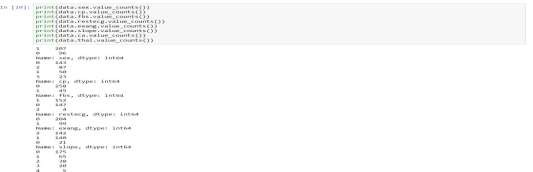 In [10]: print(data.sex.value_counts())
print(data.cp.value_counts())
print(data.fbs.value_counts())
print(data.restecg.value_counts())
print(data.exang.value_counts())
print(data.slope.value_counts())
print(data.ca.value_counts())
print(data.thal.value_counts())
1 207
0 96
Name: sex, dtype: int64
0 143
2 87
1 50
3 23
Name: cp, dtype: int64
0 258
1 45
Name: fbs, dtype: int64
1 152
0 147
2 4
Name: restecg, dtype: int64
0 204
1 99
Name: exang, dtype: int64
2 142
1 140
0 21
Name: slope, dtype: int64
0 175
1 65
2 38
3 20
4 5